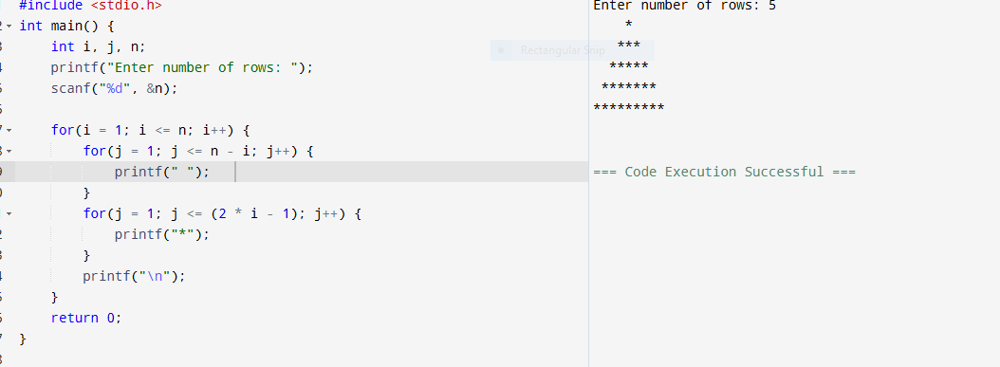 #include <stdio.h>
int main() {
    int i, j, n;
    printf("Enter number of rows: ");
    scanf("%d", &n);

    for(i = 1; i <= n; i++) {
        for(j = 1; j <= n - i; j++) {
            printf(" ");
        }
        for(j = 1; j <= (2 * i - 1); j++) {
            printf("*");
        }
        printf("\n");
    }
    return 0;
}
Rectangular Snip
Enter number of rows: 5
    *
   ***
  *****
 *******
*********

=== Code Execution Successful ===